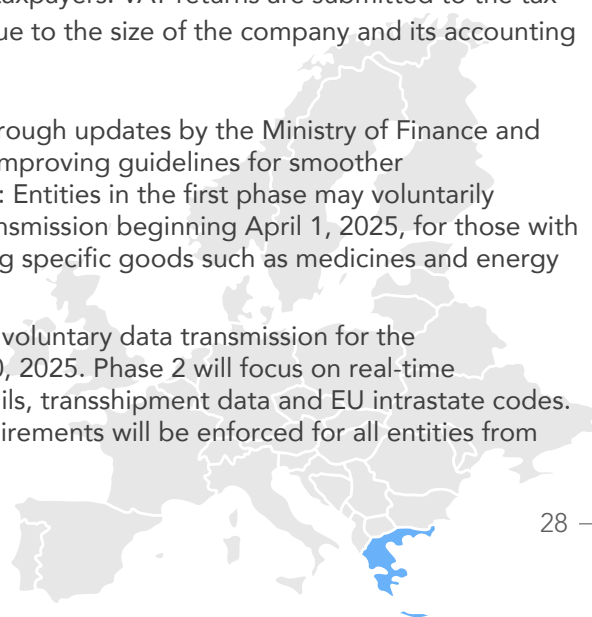 taxpayers. VAT returns are submitted to the tax
ue to the size of the company and its accounting
rough updates by the Ministry of Finance and
mproving guidelines for smoother
: Entities in the first phase may voluntarily
nsmission beginning April 1, 2025, for those with
g specific goods such as medicines and energy
voluntary data transmission for the
0, 2025. Phase 2 will focus on real-time
ils, transshipment data and EU intrastate codes.
irements will be enforced for all entities from
28